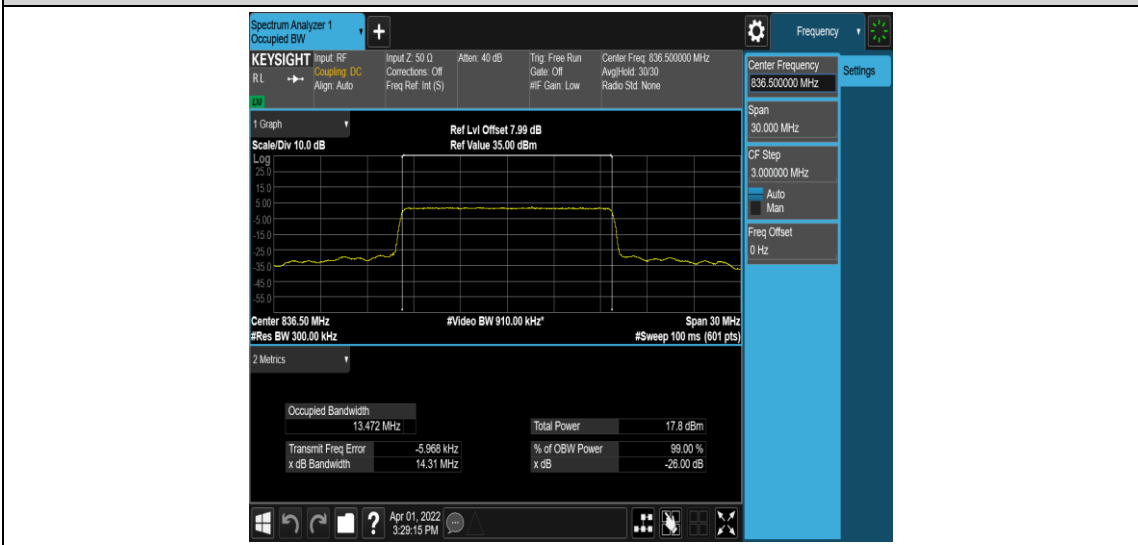 Spectrum Analyzer 1
Occupied BW
+
Frequency
KEYSIGHT
RL
LXI
Input: RF
Coupling: DC
Align: Auto
Input Z: 50 Ω
Corrections: Off
Freq Ref: Int (S)
Atten: 40 dB
Trig: Free Run
Gate: Off
#IF Gain: Low
Center Freq: 836.500000 MHz
Avg|Hold: 30/30
Radio Std: None
Center Frequency
836.500000 MHz
Settings
Span
30.000 MHz
CF Step
3.000000 MHz
Auto
Man
Freq Offset
0 Hz
1 Graph
Scale/Div 10.0 dB
Ref Lvl Offset 7.99 dB
Ref Value 35.00 dBm
Log
25.0
15.0
5.00
-5.00
-15.0
-25.0
-35.0
-45.0
-55.0
Center 836.50 MHz
#Video BW 910.00 kHz*
Span 30 MHz
#Res BW 300.00 kHz
#Sweep 100 ms (601 pts)
2 Metrics
Occupied Bandwidth
13.472 MHz
Total Power 17.8 dBm
Transmit Freq Error -5.968 kHz
% of OBW Power 99.00 %
x dB Bandwidth 14.31 MHz
x dB -26.00 dB
?
Apr 01, 2022
3:29:15 PM